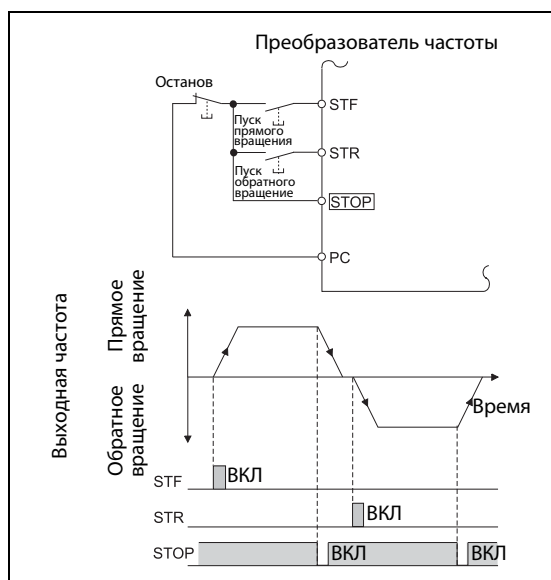 Преобразователь частоты
Останов
STF
Пуск
прямого
вращения
STR
Пуск
обратного
вращение
STOP
PC
Выходная частота
Прямое
вращение
Обратное
вращение
Время
STF
ВКЛ
STR
ВКЛ
STOP
ВКЛ
ВКЛ